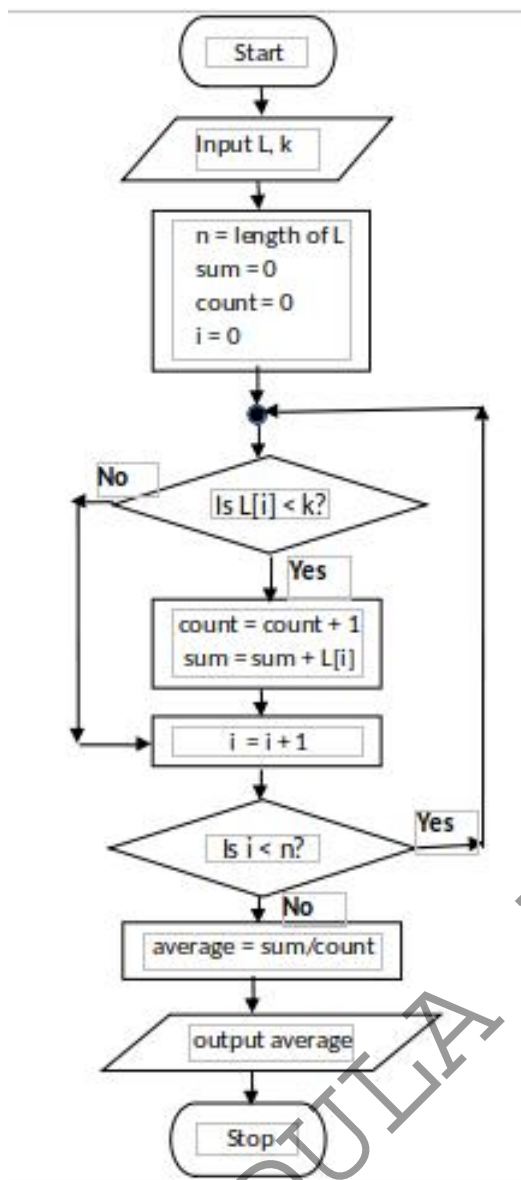 Start
Input L, k
n = length of L
sum = 0
count = 0
i = 0
No
Is L[i] < k?
Yes
count = count + 1
sum = sum + L[i]
i = i + 1
Yes
Is i < n?
No
average = sum/count
output average
Stop